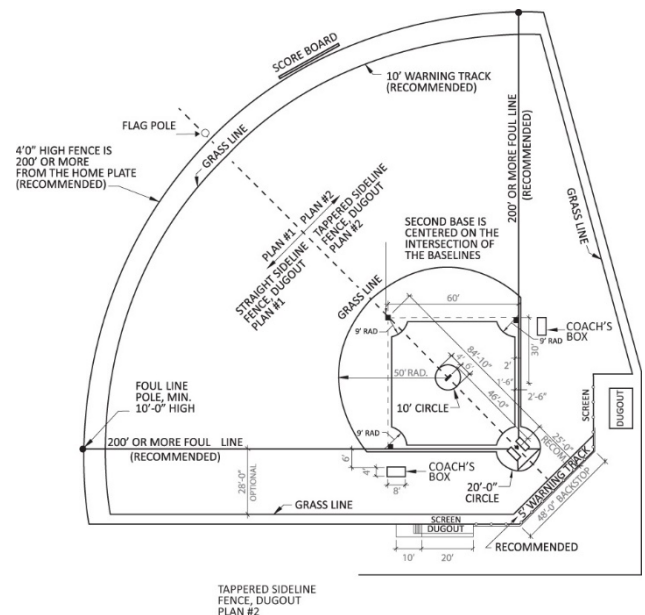 SCORE BOARD
10' WARNING TRACK
(RECOMMENDED)
FLAG POLE
GRASS LINE
4'0" HIGH FENCE IS
200' OR MORE
FROM THE HOME PLATE
(RECOMMENDED)
200' OR MORE FOUL LINE
(RECOMMENDED)
PLAN #1
PLAN #2
STRAIGHT SIDELINE
FENCE, DUGOUT
PLAN #1
TAPPERED SIDELINE
FENCE, DUGOUT
PLAN #2
SECOND BASE IS
CENTERED ON THE
INTERSECTION OF
THE BASELINES
GRASS LINE
GRASS LINE
60'
9' RAD
COACH'S
BOX
9' RAD
30'
84'-10"
2'
4'-6"
1'-6"
2'-6"
46'-0"
50' RAD.
10' CIRCLE
SCREEN
DUGOUT
FOUL LINE
POLE, MIN.
10'-0" HIGH
9' RAD
25'-0"
RECOM.
200' OR MORE FOUL LINE
(RECOMMENDED)
6'
4'
8'
COACH'S
BOX
20'-0"
CIRCLE
28'-0"
OPTIONAL
5' WARNING TRACK
48'-0" BACKSTOP
GRASS LINE
SCREEN
DUGOUT
RECOMMENDED
10'
20'
TAPPERED SIDELINE
FENCE, DUGOUT
PLAN #2